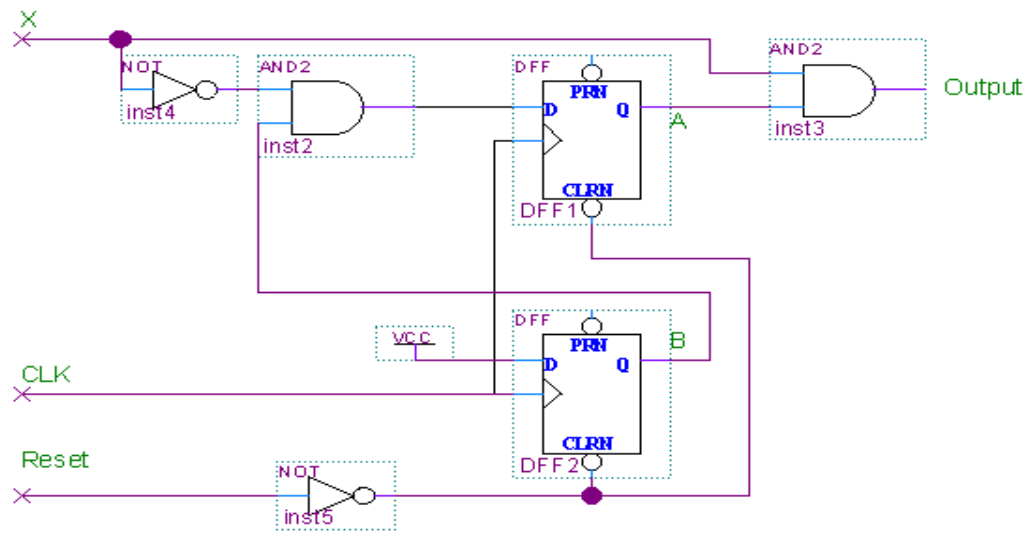 X
NOT
inst4
AND2
inst2
DFF
PRN
D
Q
CLRN
DFF1
A
AND2
inst3
Output
VCC
DFF
PRN
D
Q
CLRN
DFF2
B
CLK
Reset
NOT
inst5